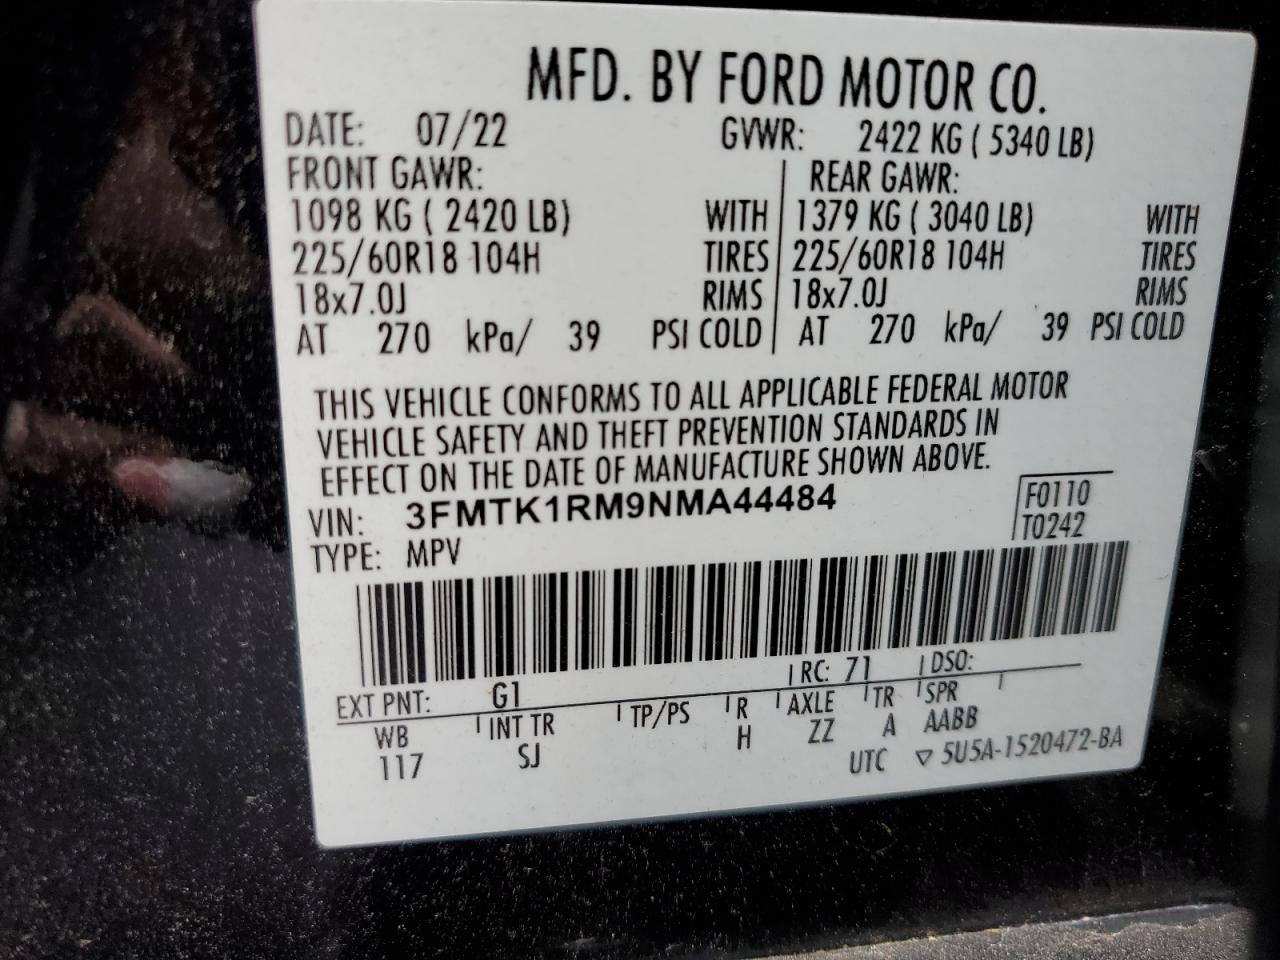 MFD. BY FORD MOTOR CO.
DATE: 07/22 GVWR: 2422 KG ( 5340 LB)
FRONT GAWR: REAR GAWR:
1098 KG ( 2420 LB) WITH 1379 KG ( 3040 LB) WITH
225/60R18 104H TIRES 225/60R18 104H TIRES
18x7.0J RIMS 18x7.0J RIMS
AT 270 kPa/ 39 PSI COLD AT 270 kPa/ 39 PSI COLD
THIS VEHICLE CONFORMS TO ALL APPLICABLE FEDERAL MOTOR
VEHICLE SAFETY AND THEFT PREVENTION STANDARDS IN
EFFECT ON THE DATE OF MANUFACTURE SHOWN ABOVE.
VIN: 3FMTK1RM9NMA44484 F0110
TYPE: MPV T0242
EXT PNT: G1 RC: 71 DSO:
WB INT TR TP/PS R AXLE TR SPR
117 SJ H ZZ A AABB
UTC ▽ 5U5A-1520472-BA